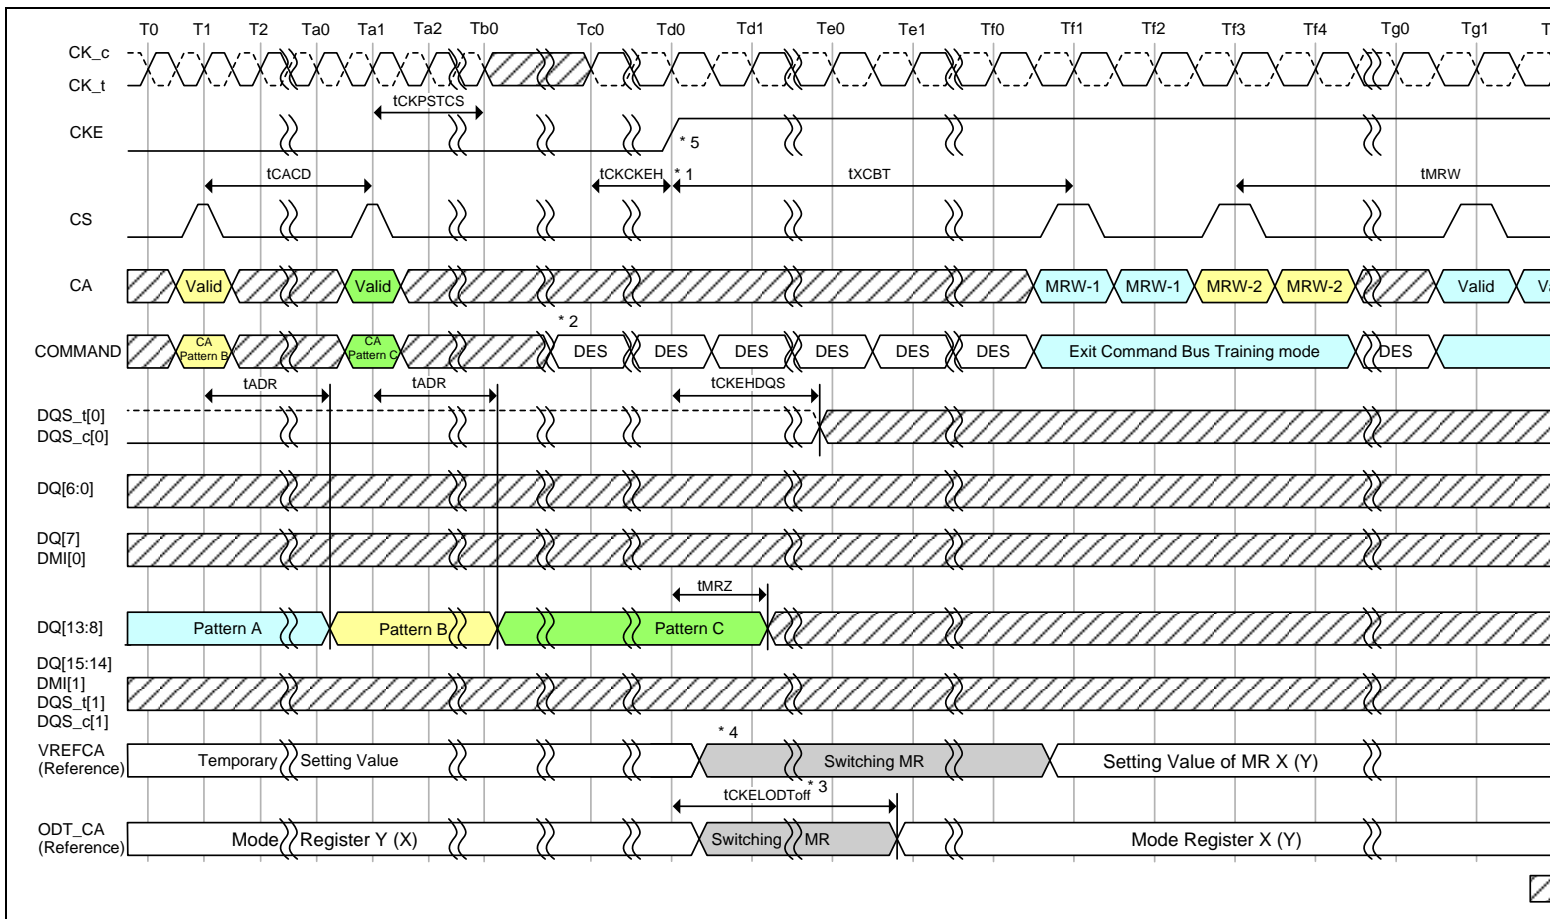 T0 T1 T2 Ta0 Ta1 Ta2 Tb0 Tc0 Td0 Td1 Te0 Te1 Tf0 Tf1 Tf2 Tf3 Tf4 Tg0 Tg1
CK_c
CK_t
tCKPSTCS
CKE
* 5
tCACD tCKCKEH * 1 tXCBT tMRW
CS
CA Valid Valid MRW-1 MRW-1 MRW-2 MRW-2 Valid
* 2
COMMAND CA Pattern B CA Pattern C DES DES DES DES DES DES Exit Command Bus Training mode DES
tADR tADR tCKEHDQS
DQS_t[0]
DQS_c[0]
DQ[6:0]
DQ[7]
DMI[0]
tMRZ
DQ[13:8] Pattern A Pattern B Pattern C
DQ[15:14]
DMI[1]
DQS_t[1]
DQS_c[1]
* 4
VREFCA
(Reference) Temporary Setting Value Switching MR Setting Value of MR X (Y)
tCKELODToff * 3
ODT_CA
(Reference) Mode Register Y (X) Switching MR Mode Register X (Y)